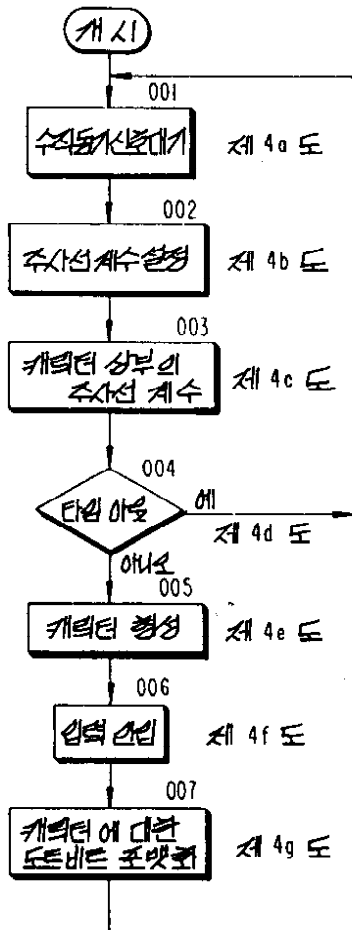 개 시
001
수직동기신호대기 제 4a 도
002
주사선계수설정 제 4b 도
003
캐릭터 상부의
주사선 계수
제 4c 도
004
타임 아웃
예
제 4d 도
아니오
005
캐릭터 형성 제 4e 도
006
입력 판입 제 4f 도
007
캐릭터에 대한
도트비드 포맷화
제 4g 도